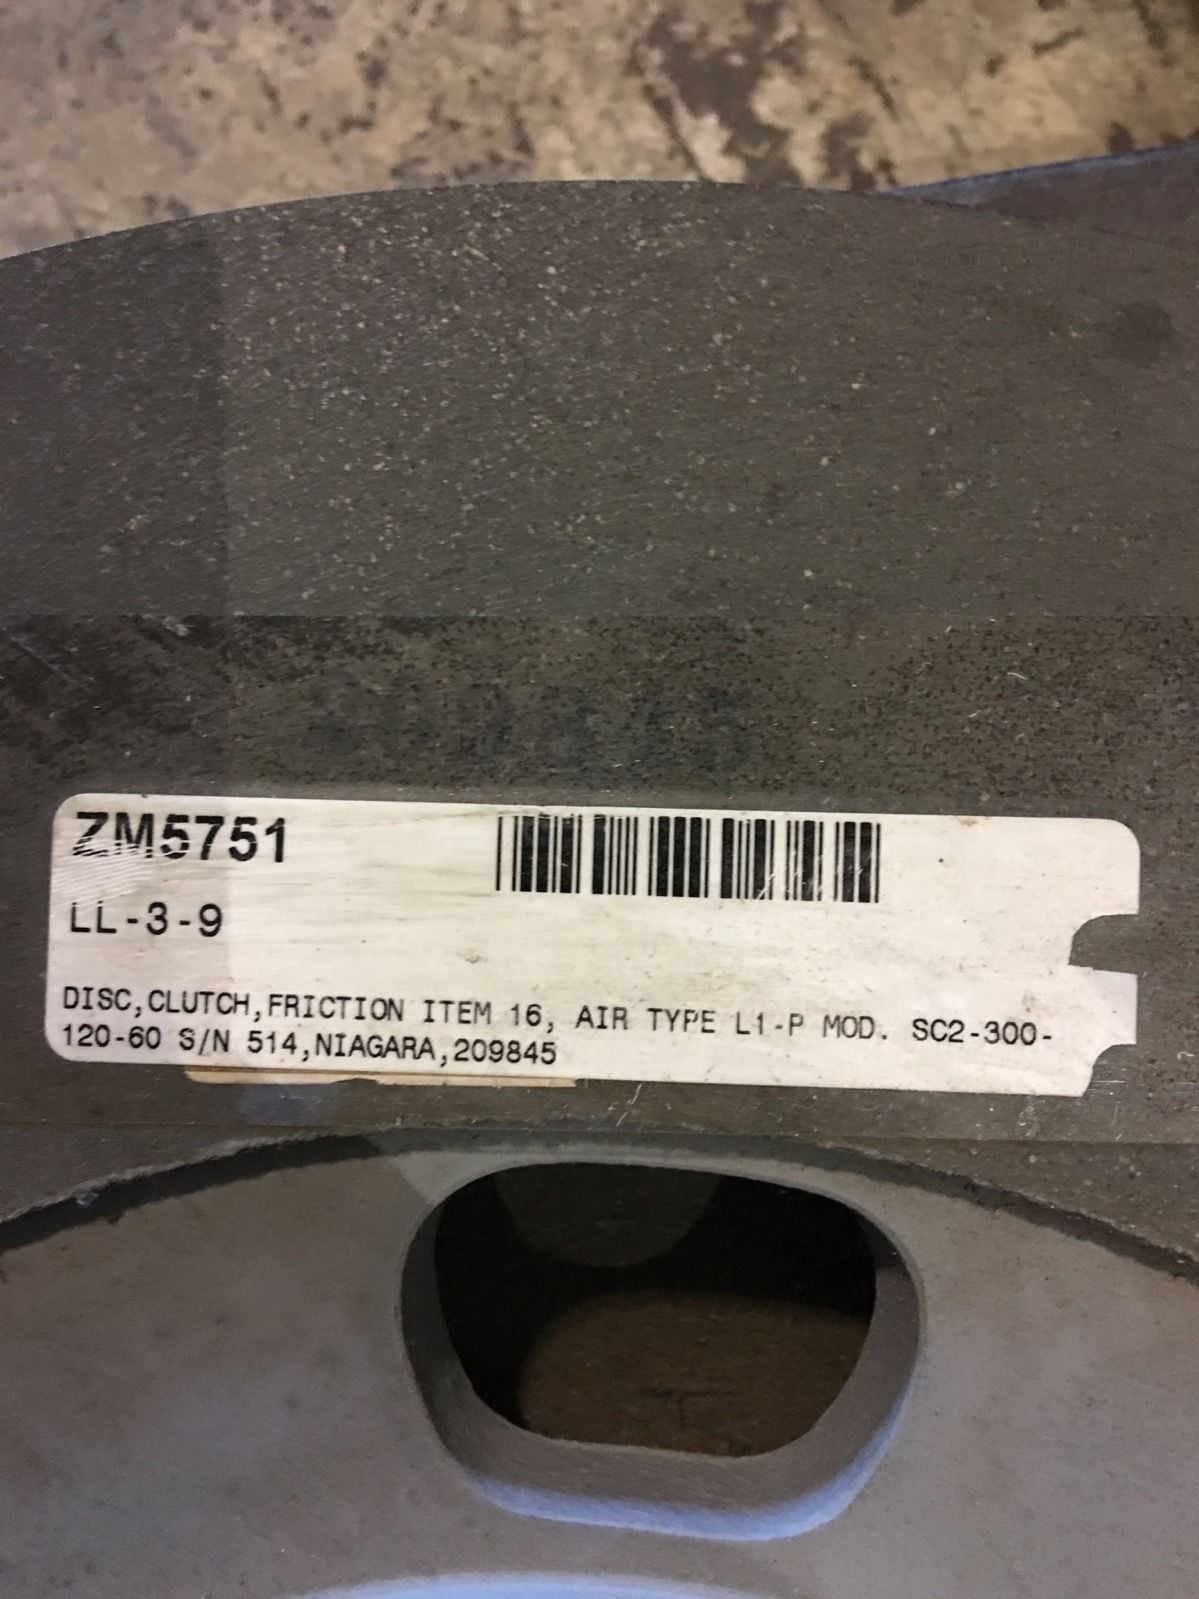 ZM5751
LL-3-9
DISC,CLUTCH,FRICTION ITEM 16, AIR TYPE L1-P MOD. SC2-300-
120-60 S/N 514,NIAGARA,209845